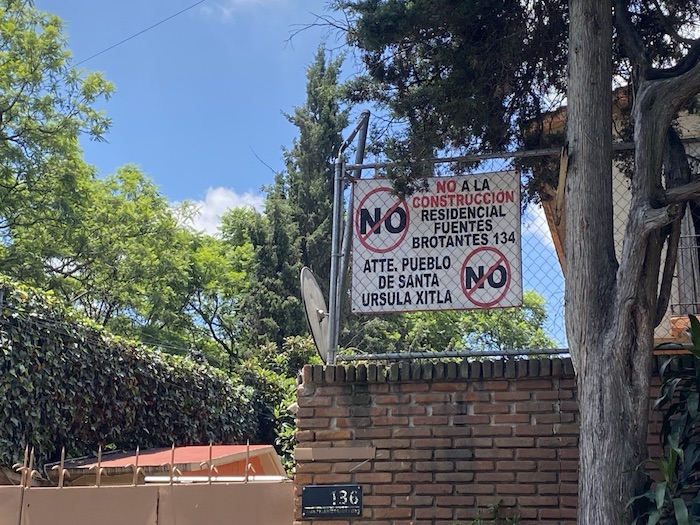 NO
NO A LA
CONSTRUCCION
RESIDENCIAL
FUENTES
BROTANTES 134
ATTE. PUEBLO
DE SANTA
URSULA XITLA
NO
136